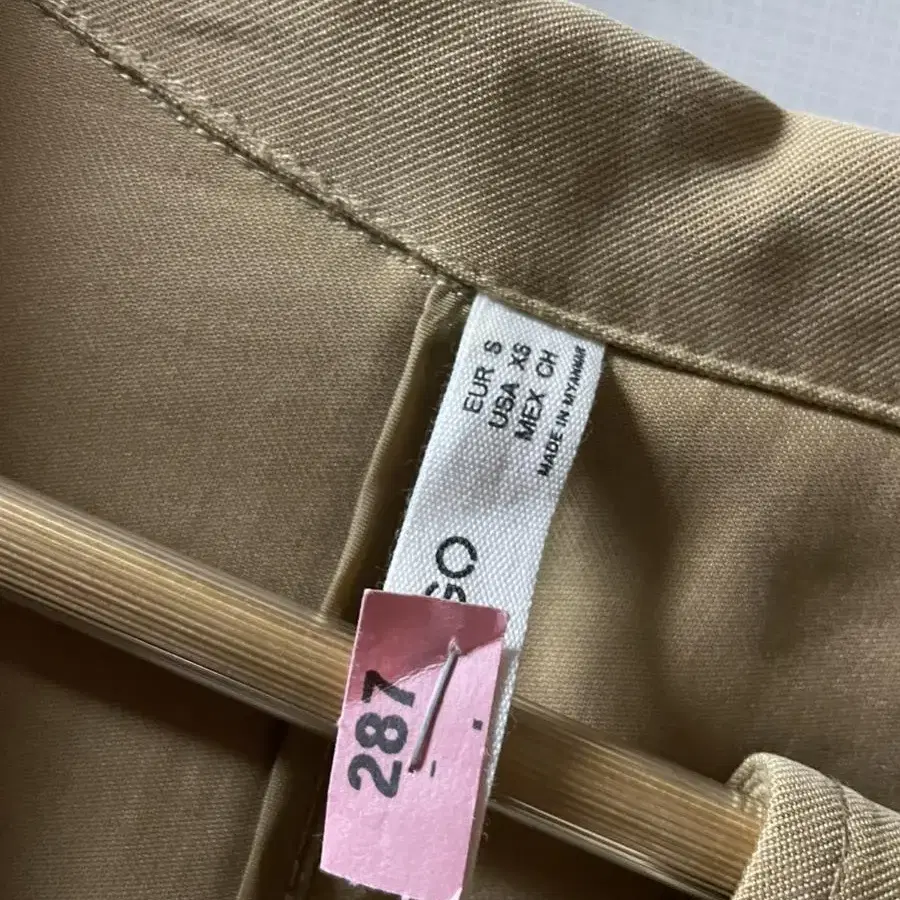 EUR S
USA XS
MEX CH
MADE IN MYANMAR
GO
287